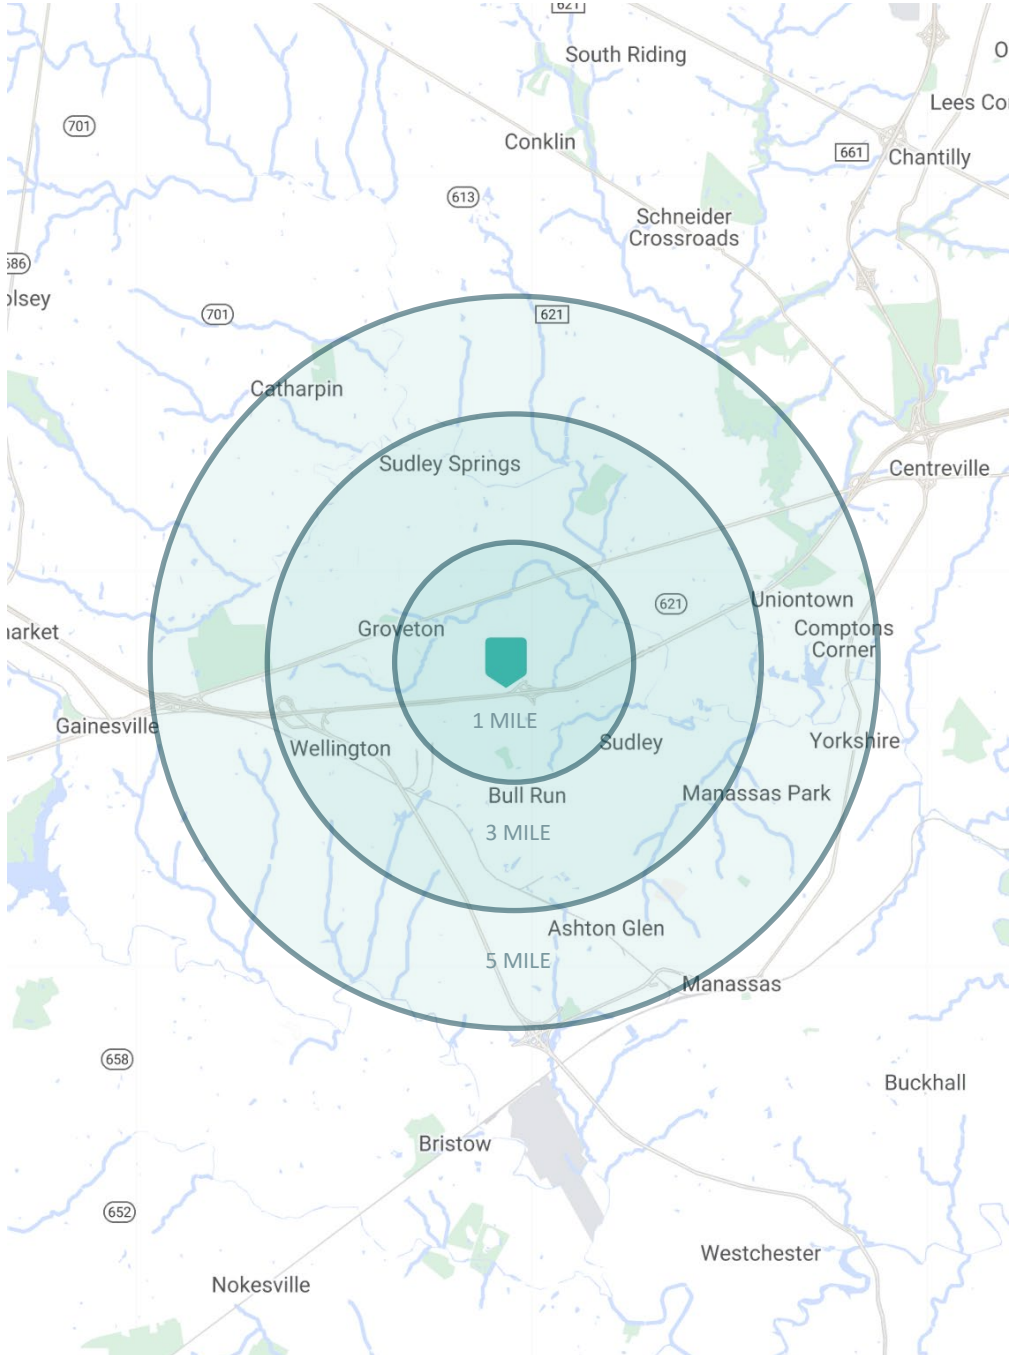 621
South Riding
O
Lees Co
701
Conklin
661
Chantilly
613
Schneider
Crossroads
686
olsey
701
621
Catharpin
Sudley Springs
Centreville
621
Uniontown
Groveton
arket
Comptons
Corner
1 MILE
Gainesville
Wellington
Sudley
Yorkshire
Bull Run
Manassas Park
3 MILE
Ashton Glen
5 MILE
Manassas
658
Buckhall
Bristow
652
Westchester
Nokesville